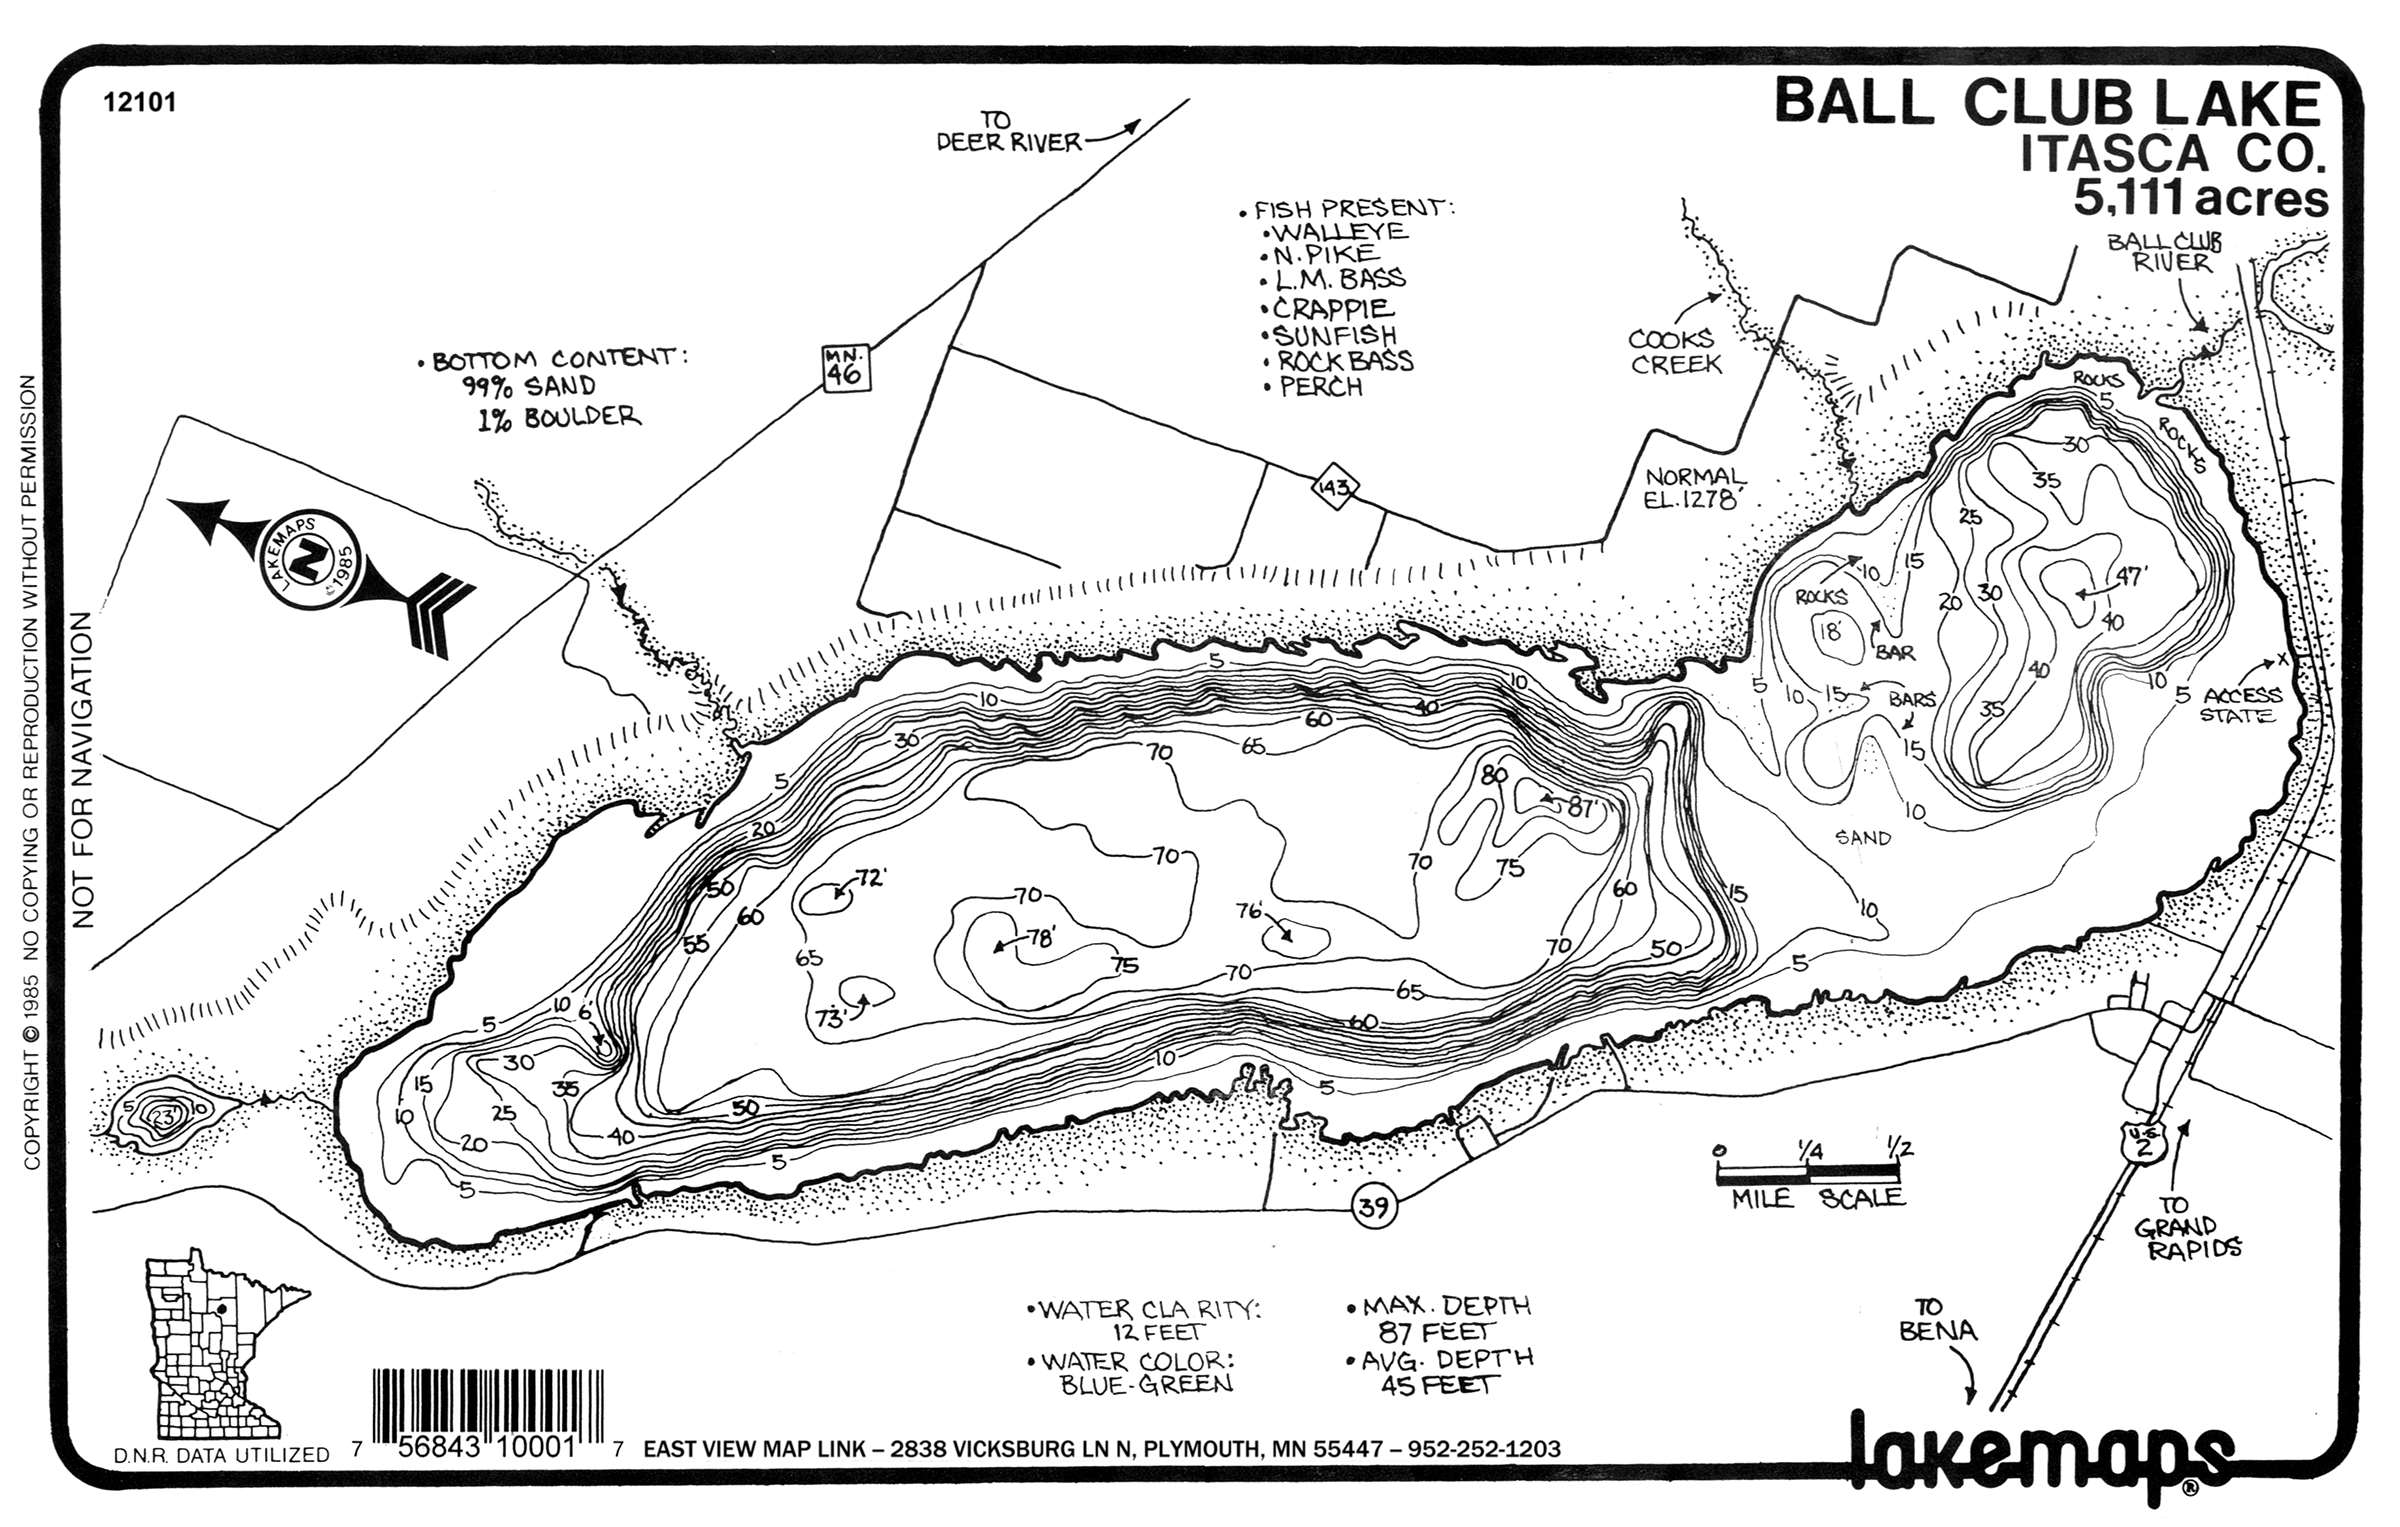 12101
BALL CLUB LAKE
ITASCA CO.
5,111 acres
TO
DEER RIVER
• FISH PRESENT:
• WALLEYE
• N. PIKE
• L.M. BASS
• CRAPPIE
• SUNFISH
• ROCK BASS
• PERCH
BALL CLUB
RIVER
COOKS
CREEK
• BOTTOM CONTENT:
99% SAND
1% BOULDER
MN.
46
143
NORMAL
EL. 1278'
LAKEMAPS
N
©1985
NOT FOR NAVIGATION
COPYRIGHT © 1985 NO COPYING OR REPRODUCTION WITHOUT PERMISSION
ROCKS
5
ROCKS
30
35
25
15
10
ROCKS
47'
20
30
40
18'
BAR
40
5
10
15
BARS
35
10
5
ACCESS
STATE
15
10
SAND
5
10
10
40
60
30
65
70
5
80
87'
20
70
70
75
72'
50
60
15
60
70
76'
10
55
78'
65
75
70
50
70
5
65
73'
60
10
6'
5
30
10
15
35
5
25
50
10
40
20
5
5
5
10
23'
39
0
1/4
1/2
MILE SCALE
U.S.
2
TO
GRAND
RAPIDS
TO
BENA
• WATER CLARITY:
12 FEET
• WATER COLOR:
BLUE-GREEN
• MAX. DEPTH
87 FEET
• AVG. DEPTH
45 FEET
D.N.R. DATA UTILIZED
7 56843 10001 7
EAST VIEW MAP LINK – 2838 VICKSBURG LN N, PLYMOUTH, MN 55447 – 952-252-1203
lakemaps®